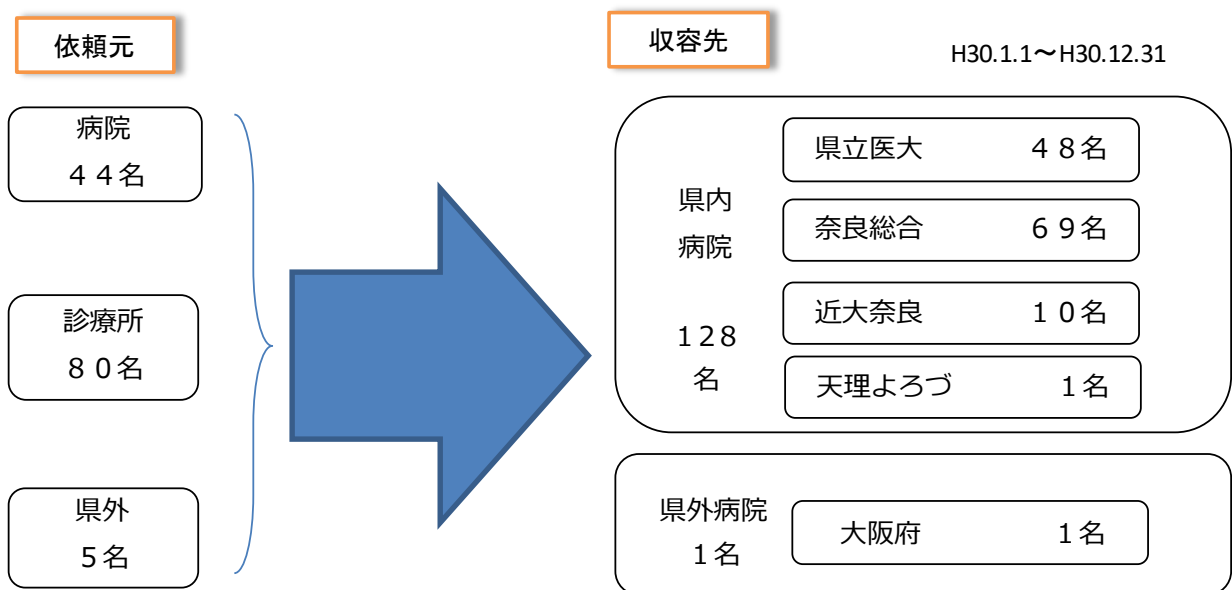 依頼元
収容先
H30.1.1～H30.12.31
病院
４４名
診療所
８０名
県外
５名
県内
病院
１２８
名
県立医大　４８名
奈良総合　６９名
近大奈良　１０名
天理よろづ　１名
県外病院
１名
大阪府　１名